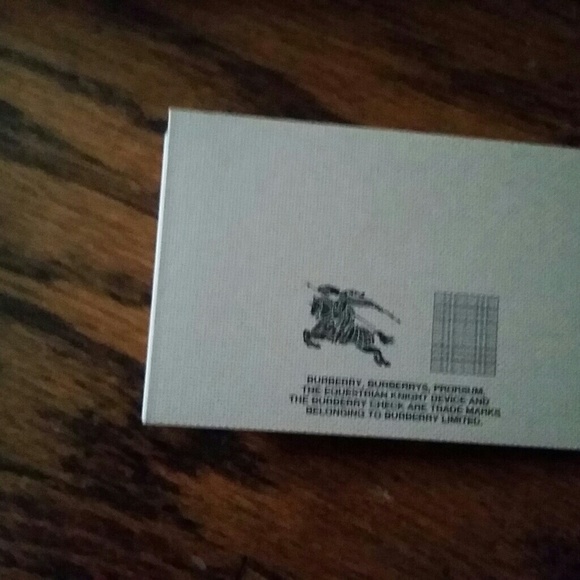 BURBERRY, BURBERRYS, PRORSUM,
THE EQUESTRIAN KNIGHT DEVICE AND
THE BURBERRY CHECK ARE TRADE MARKS
BELONGING TO BURBERRY LIMITED.